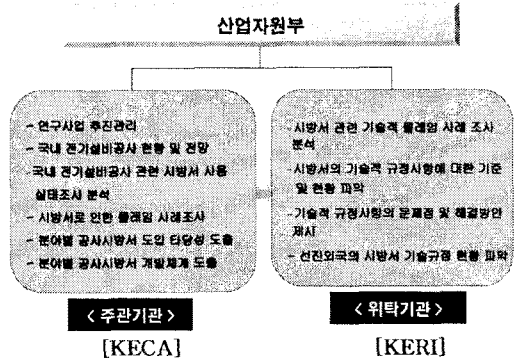 산업자원부
- 연구사업 추진관리
- 국내 전기설비공사 현황 및 전망
-국내 전기설비공사 관련 시방서 사용
실태조사 분석
- 시방서로 인한 클레임 사례조사
- 분야별 공사시방서 도입 타당성 도출
- 분야별 공사시방서 개발체계 도출
< 주관기관 >
[KECA]
-시방서 관련 기술적 클레임 사례 조사
분석
-시방서의 기술적 규정사항에 대한 기준
및 현황 파악
-기술적 규정사항의 문제점 및 해결방안
제시
- 선진외국의 시방서 기술규정 현황 파악
< 위탁기관 >
[KERI]